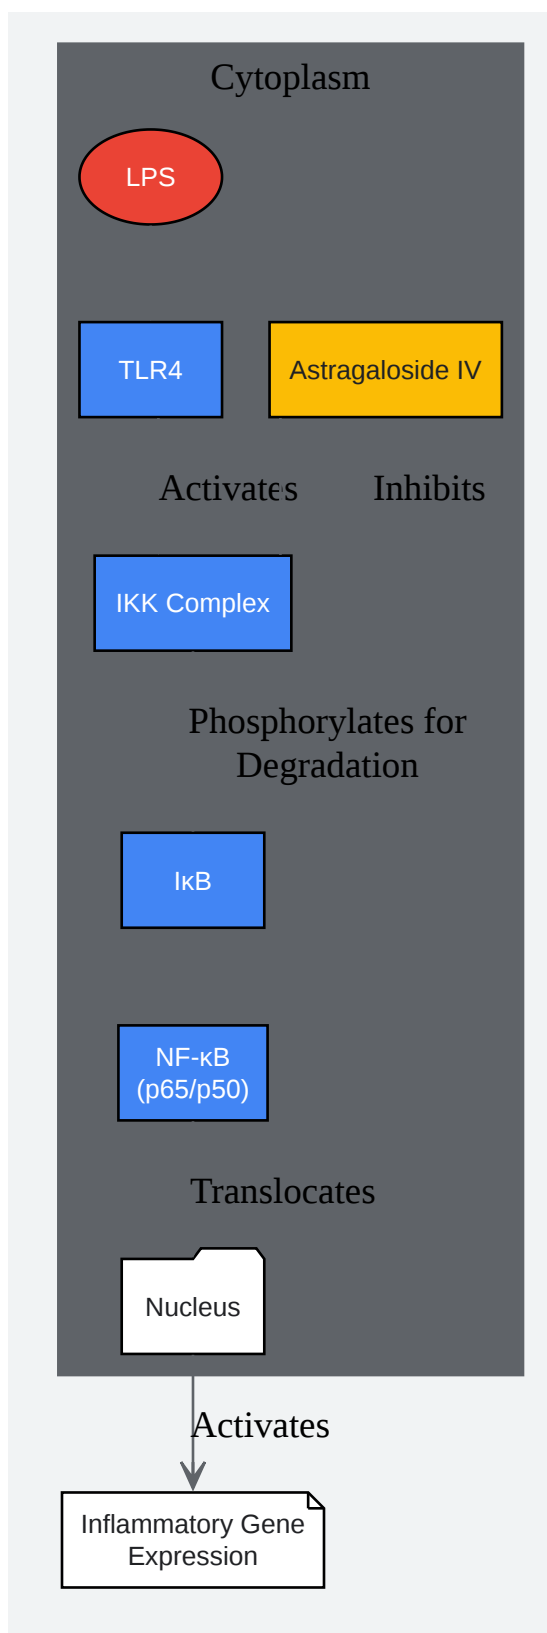 Cytoplasm
LPS
TLR4
Astragaloside IV
Activates
Inhibits
IKK Complex
Phosphorylates for
Degradation
IκB
NF-κB
(p65/p50)
Translocates
Nucleus
Activates
Inflammatory Gene
Expression